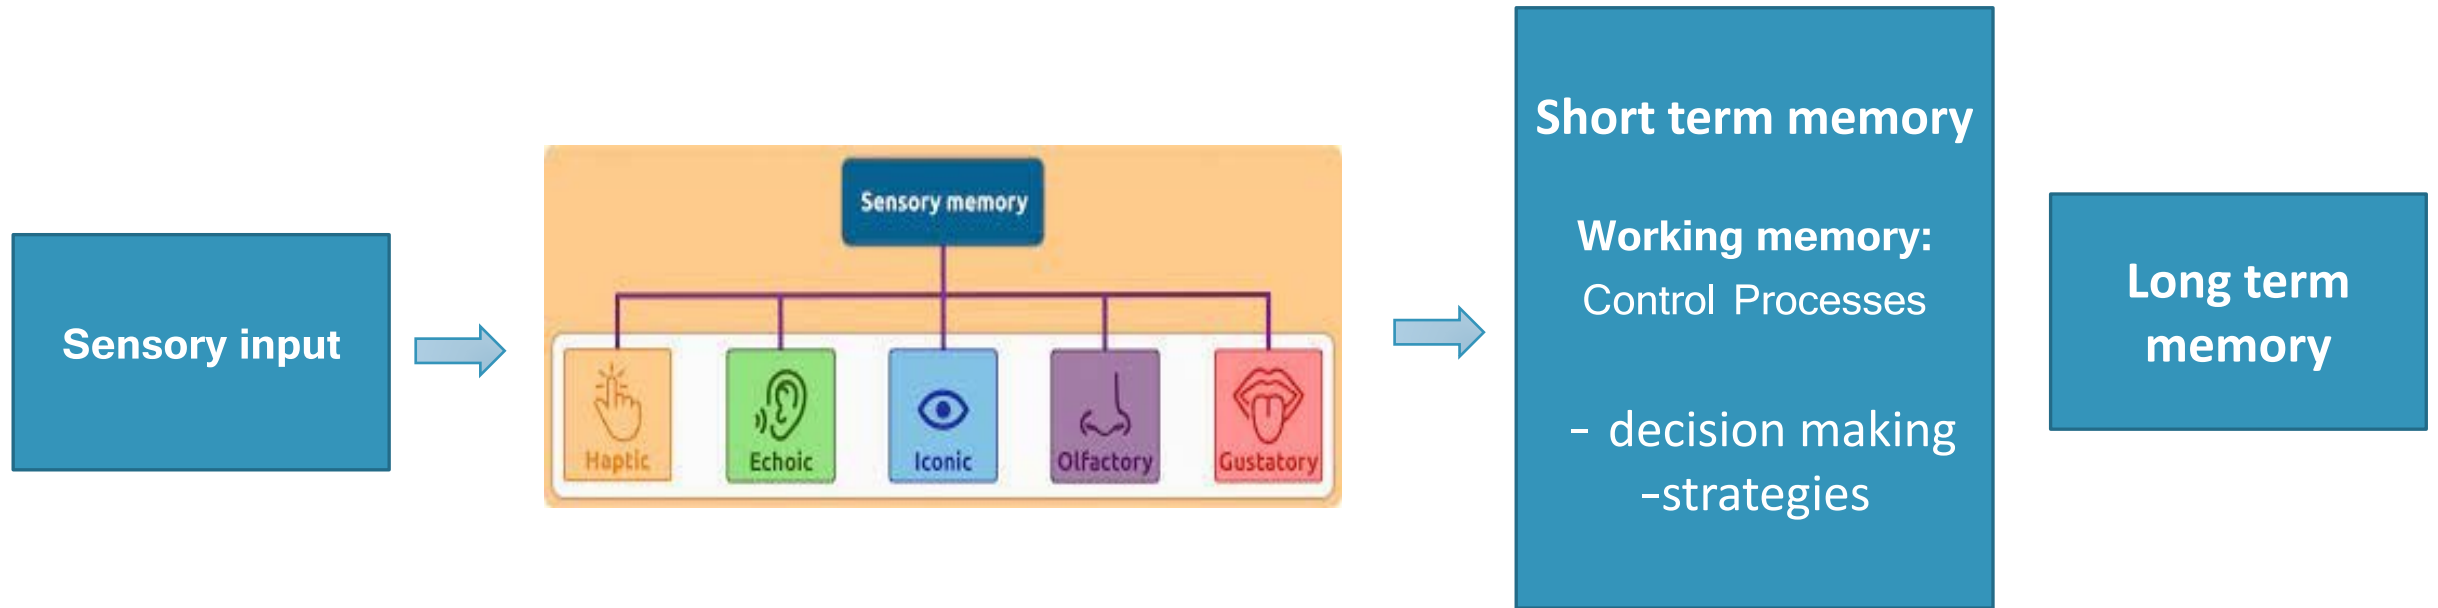 Sensory input
Sensory memory
Haptic
Echoic
Iconic
Olfactory
Gustatory
Short term memory
Working memory:
Control Processes
- decision making
-strategies
Long term
memory